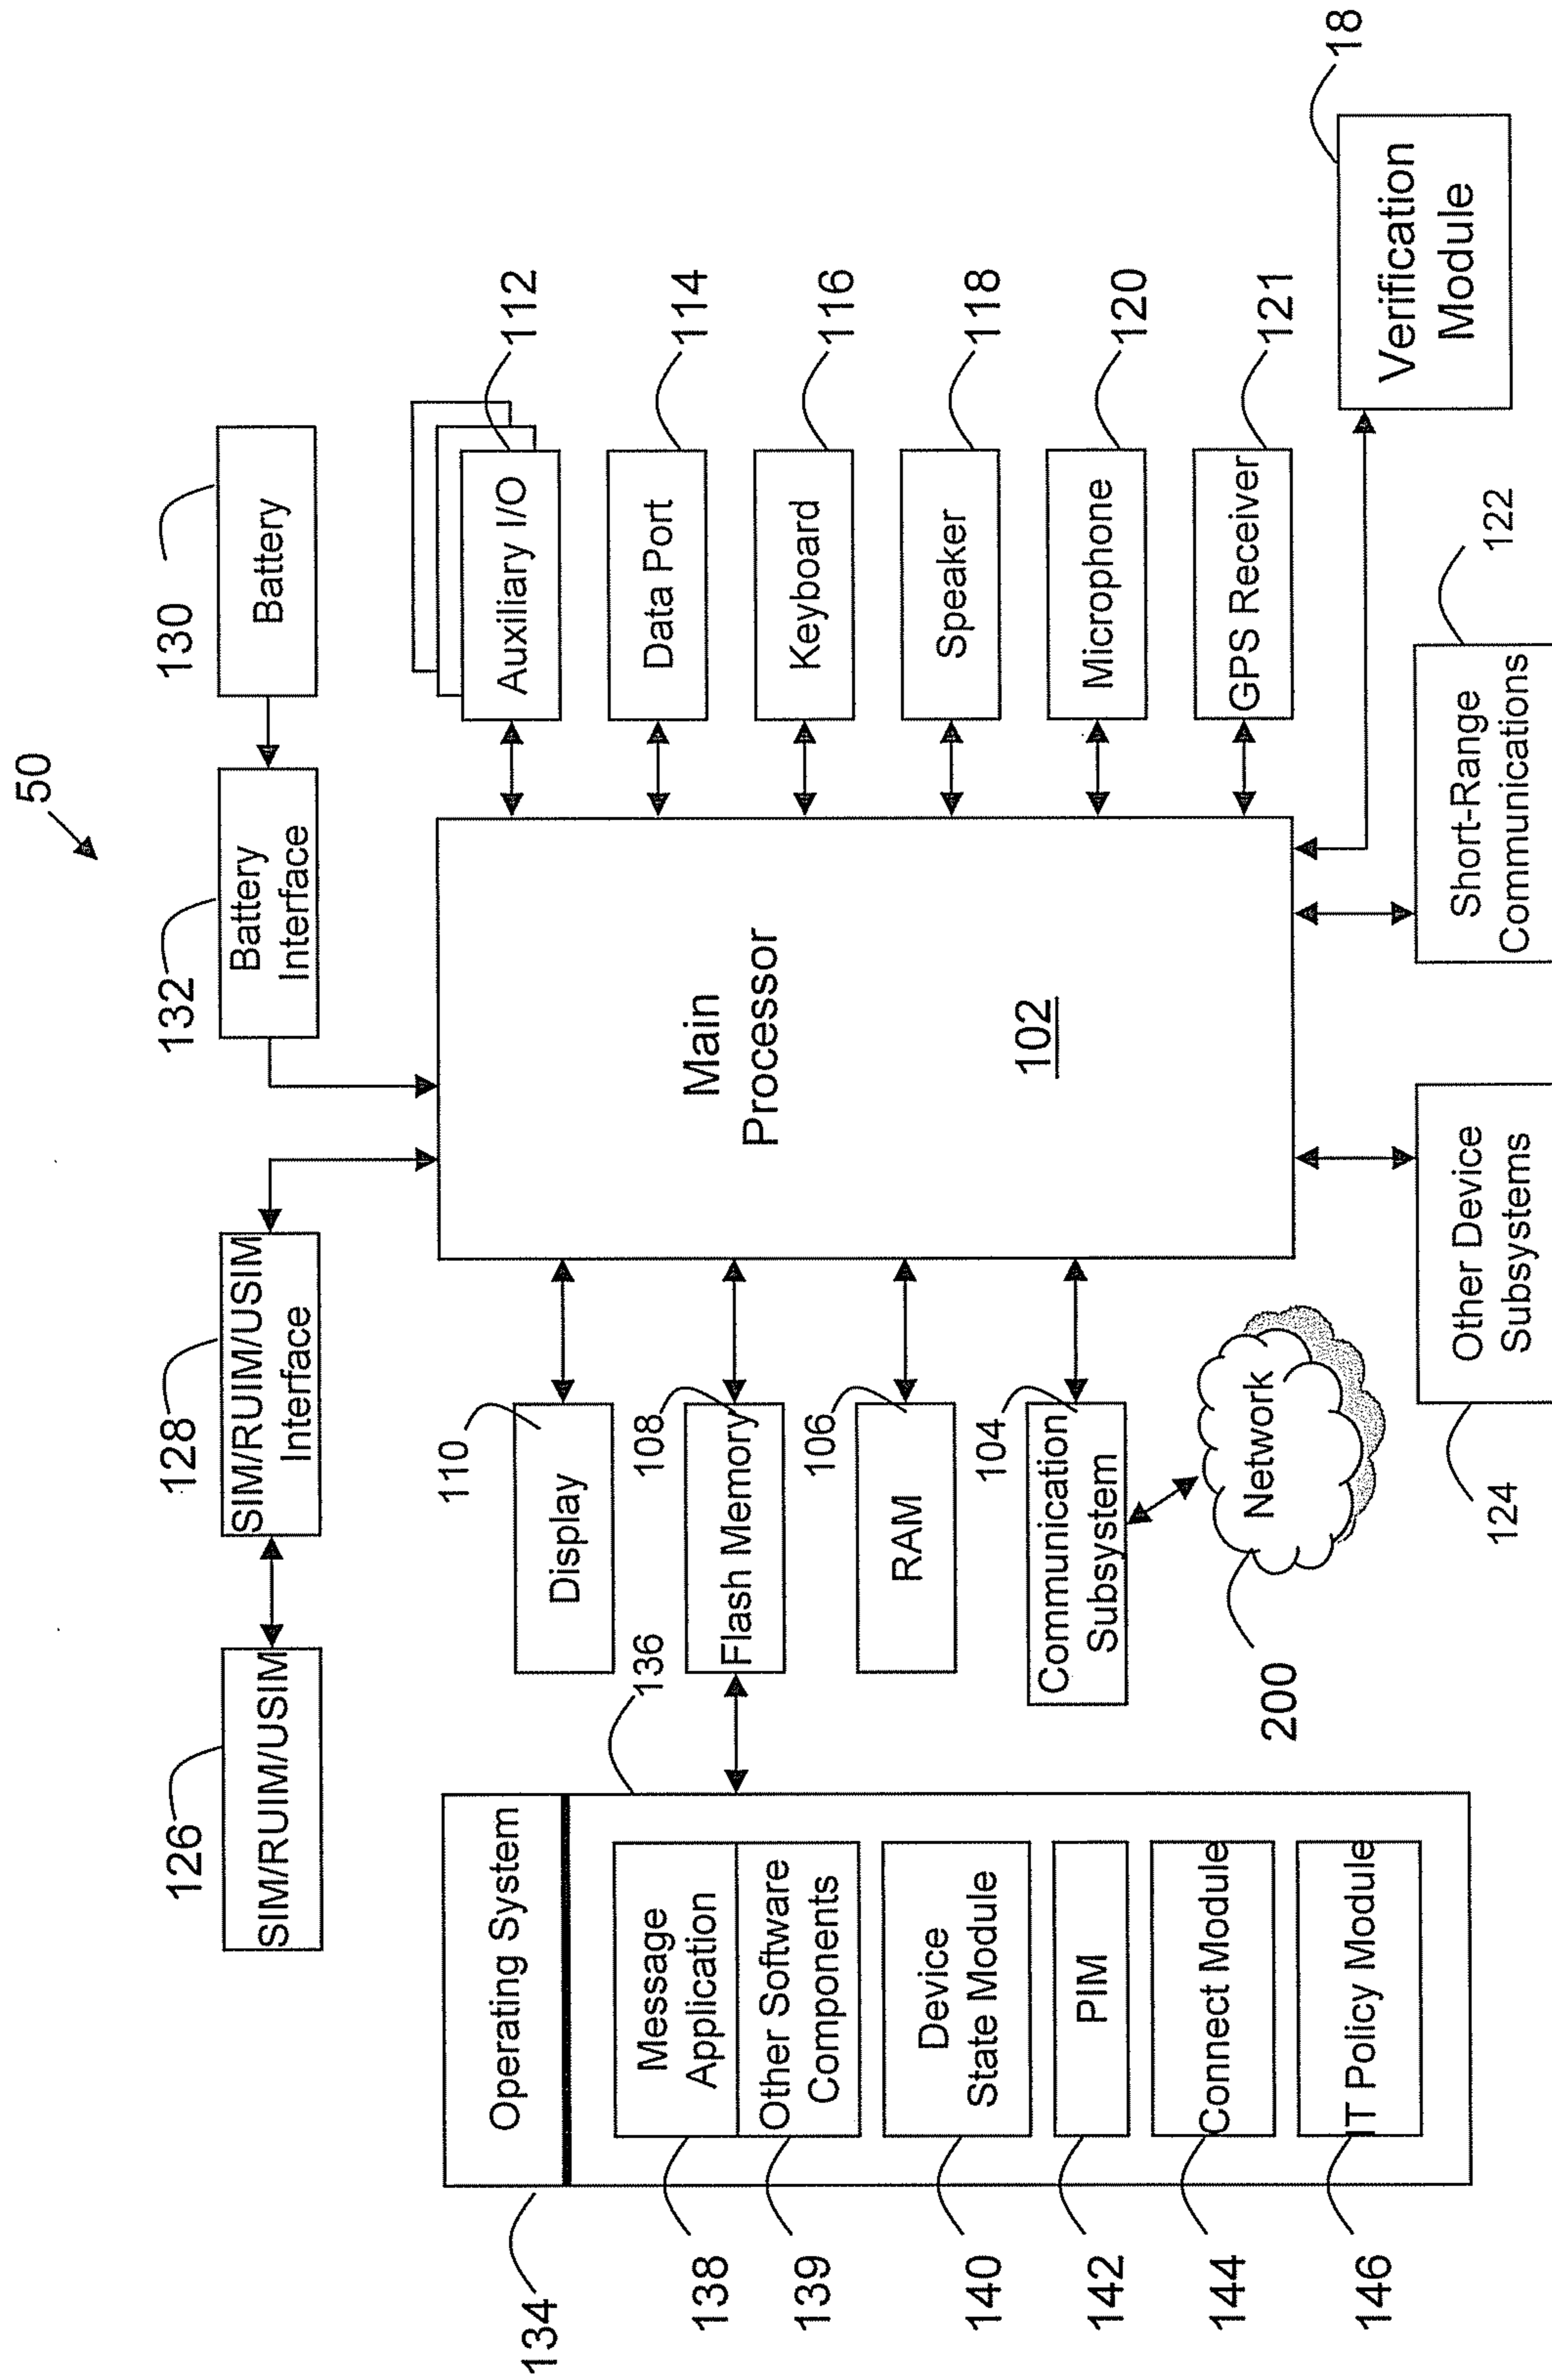 50
126
SIM/RUIM/USIM
128
SIM/RUIM/USIM
Interface
132
Battery
Interface
130
Battery
134
Operating System
136
138
Message
Application
139
Other Software
Components
140
Device
State Module
142
PIM
144
Connect Module
146
IT Policy Module
110
Display
108
Flash Memory
106
RAM
104
Communication
Subsystem
200
Network
Main
Processor
102
Auxiliary I/O
112
Data Port
114
Keyboard
116
Speaker
118
Microphone
120
GPS Receiver
121
Verification
Module
18
124
Other Device
Subsystems
Short-Range
Communications
122